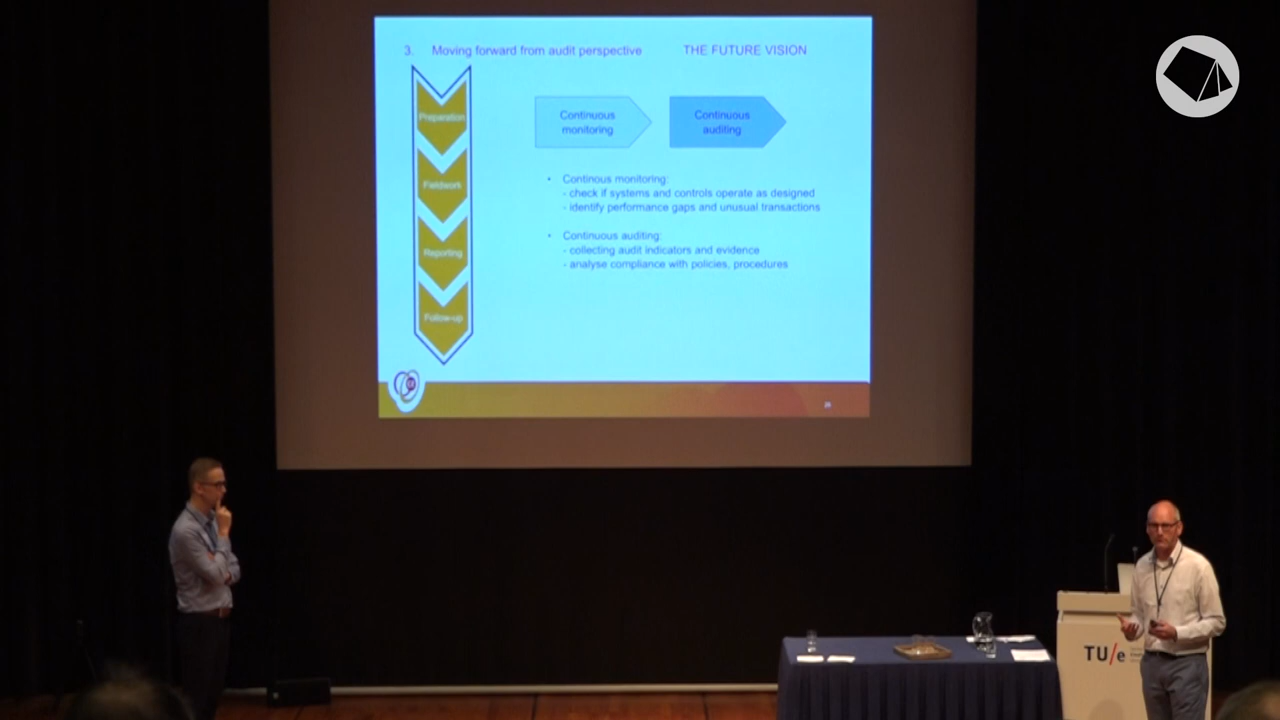 3. Moving forward from audit perspective THE FUTURE VISION
Preparation
Fieldwork
Reporting
Follow-up
Continuous
monitoring
Continuous
auditing
• Continous monitoring:
- check if systems and controls operate as designed
- identify performance gaps and unusual transactions
• Continuous auditing:
- collecting audit indicators and evidence
- analyse compliance with policies, procedures
TU/e